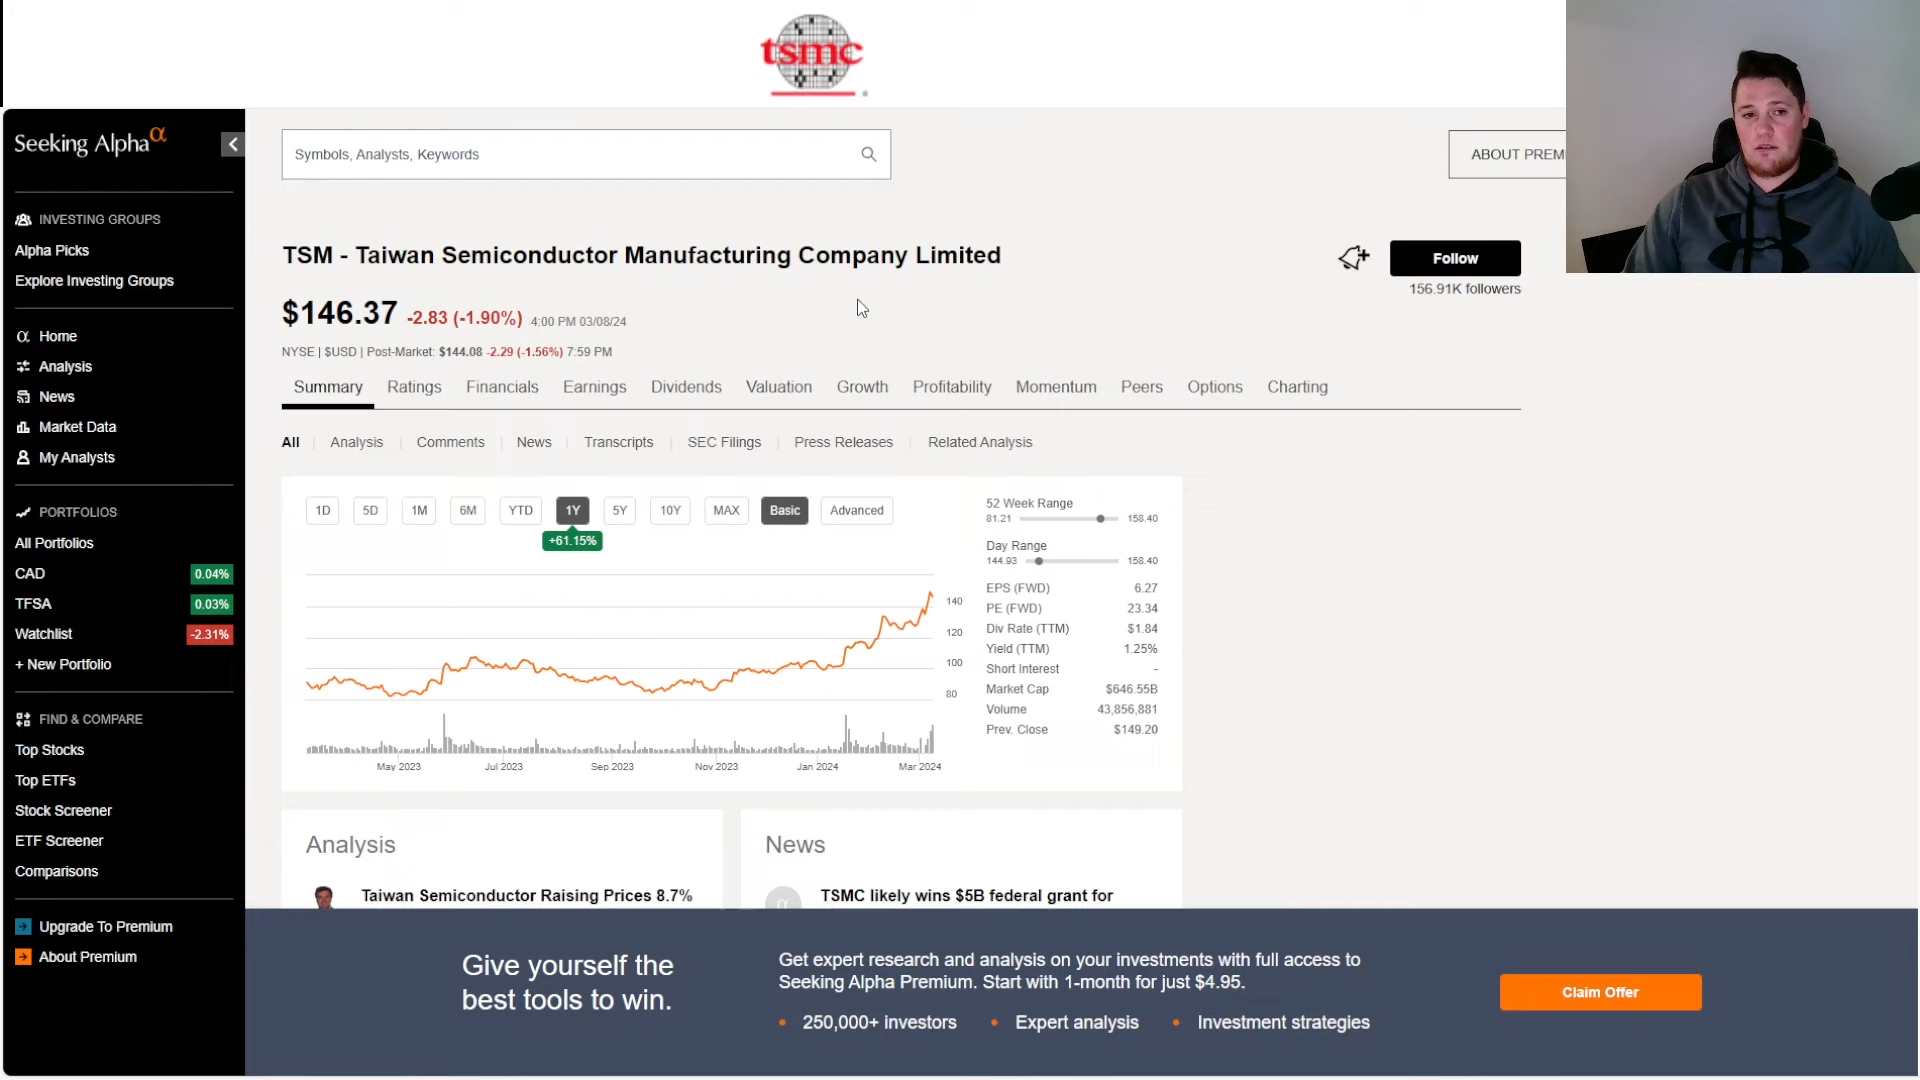 tsmc
Seeking Alpha α
Symbols, Analysts, Keywords
ABOUT PREM
INVESTING GROUPS
Alpha Picks
Explore Investing Groups
Home
Analysis
News
Market Data
My Analysts
PORTFOLIOS
All Portfolios
CAD 0.04%
TFSA 0.03%
Watchlist -2.31%
+ New Portfolio
FIND & COMPARE
Top Stocks
Top ETFs
Stock Screener
ETF Screener
Comparisons
Upgrade To Premium
About Premium
TSM - Taiwan Semiconductor Manufacturing Company Limited
Follow
156.91K followers
$146.37 -2.83 (-1.90%) 4:00 PM 03/08/24
NYSE | $USD | Post-Market: $144.08 -2.29 (-1.56%) 7:59 PM
Summary Ratings Financials Earnings Dividends Valuation Growth Profitability Momentum Peers Options Charting
All | Analysis | Comments | News | Transcripts | SEC Filings | Press Releases | Related Analysis
1D 5D 1M 6M YTD 1Y 5Y 10Y MAX Basic Advanced
+61.15%
140
120
100
80
May 2023 Jul 2023 Sep 2023 Nov 2023 Jan 2024 Mar 2024
52 Week Range
81.21 158.40
Day Range
144.93 158.40
EPS (FWD) 6.27
PE (FWD) 23.34
Div Rate (TTM) $1.84
Yield (TTM) 1.25%
Short Interest -
Market Cap $646.55B
Volume 43,856,881
Prev. Close $149.20
Analysis
Taiwan Semiconductor Raising Prices 8.7%
News
TSMC likely wins $5B federal grant for
Give yourself the
best tools to win.
Get expert research and analysis on your investments with full access to
Seeking Alpha Premium. Start with 1-month for just $4.95.
• 250,000+ investors • Expert analysis • Investment strategies
Claim Offer